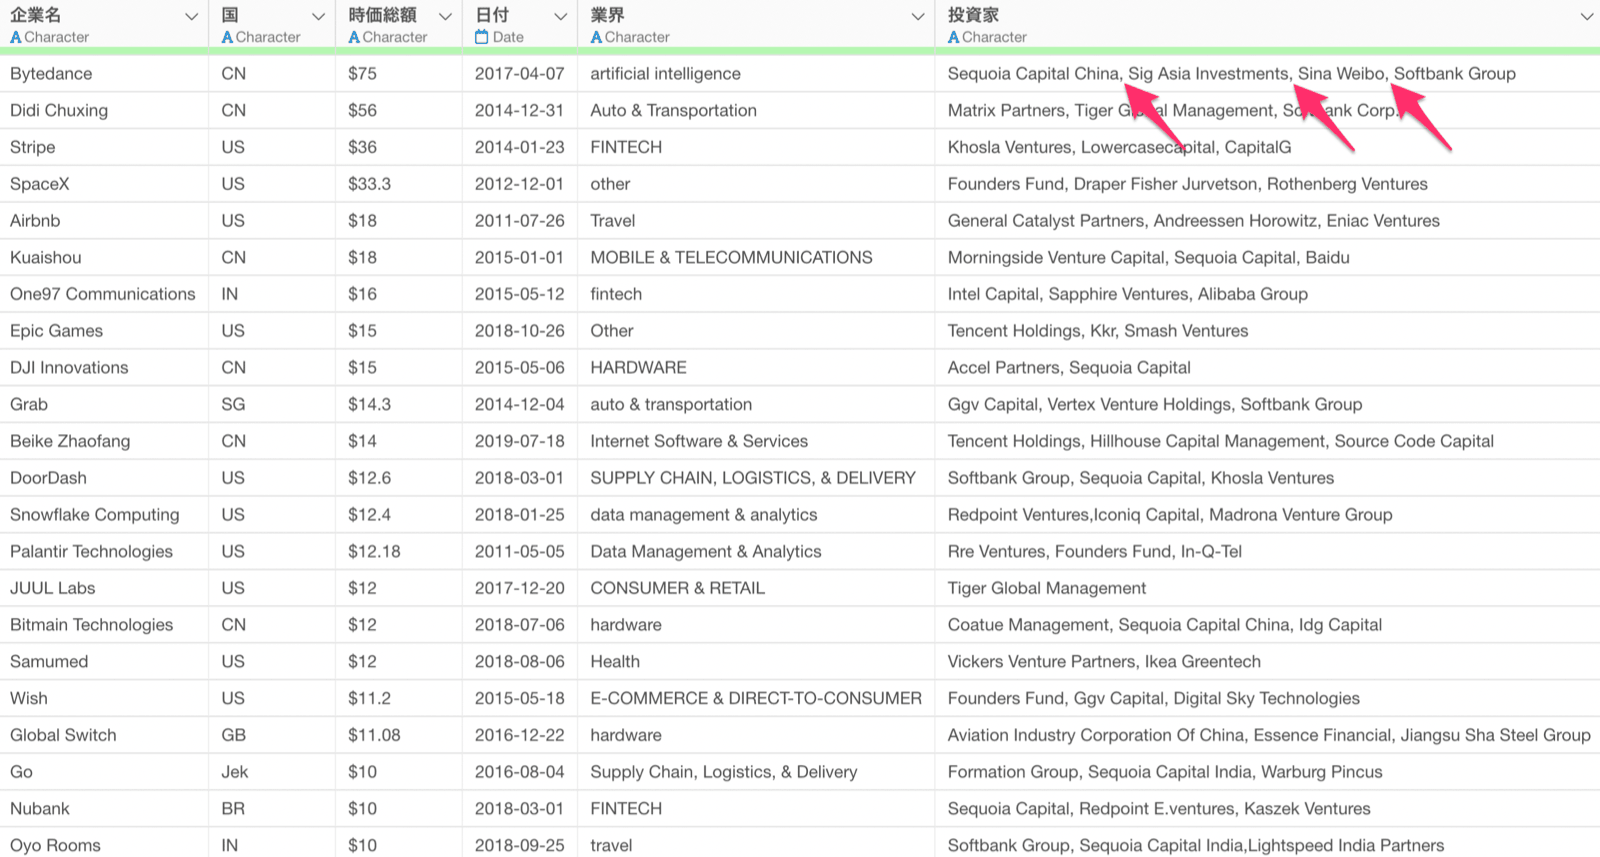 企業名 国 時価総額 日付 業界 投資家
Character Character Character Date Character Character
Bytedance CN $75 2017-04-07 artificial intelligence Sequoia Capital China, Sig Asia Investments, Sina Weibo, Softbank Group
Didi Chuxing CN $56 2014-12-31 Auto & Transportation Matrix Partners, Tiger Global Management, Softbank Corp.
Stripe US $36 2014-01-23 FINTECH Khosla Ventures, Lowercasecapital, CapitalG
SpaceX US $33.3 2012-12-01 other Founders Fund, Draper Fisher Jurvetson, Rothenberg Ventures
Airbnb US $18 2011-07-26 Travel General Catalyst Partners, Andreessen Horowitz, Eniac Ventures
Kuaishou CN $18 2015-01-01 MOBILE & TELECOMMUNICATIONS Morningside Venture Capital, Sequoia Capital, Baidu
One97 Communications IN $16 2015-05-12 fintech Intel Capital, Sapphire Ventures, Alibaba Group
Epic Games US $15 2018-10-26 Other Tencent Holdings, Kkr, Smash Ventures
DJI Innovations CN $15 2015-05-06 HARDWARE Accel Partners, Sequoia Capital
Grab SG $14.3 2014-12-04 auto & transportation Ggv Capital, Vertex Venture Holdings, Softbank Group
Beike Zhaofang CN $14 2019-07-18 Internet Software & Services Tencent Holdings, Hillhouse Capital Management, Source Code Capital
DoorDash US $12.6 2018-03-01 SUPPLY CHAIN, LOGISTICS, & DELIVERY Softbank Group, Sequoia Capital, Khosla Ventures
Snowflake Computing US $12.4 2018-01-25 data management & analytics Redpoint Ventures,Iconiq Capital, Madrona Venture Group
Palantir Technologies US $12.18 2011-05-05 Data Management & Analytics Rre Ventures, Founders Fund, In-Q-Tel
JUUL Labs US $12 2017-12-20 CONSUMER & RETAIL Tiger Global Management
Bitmain Technologies CN $12 2018-07-06 hardware Coatue Management, Sequoia Capital China, Idg Capital
Samumed US $12 2018-08-06 Health Vickers Venture Partners, Ikea Greentech
Wish US $11.2 2015-05-18 E-COMMERCE & DIRECT-TO-CONSUMER Founders Fund, Ggv Capital, Digital Sky Technologies
Global Switch GB $11.08 2016-12-22 hardware Aviation Industry Corporation Of China, Essence Financial, Jiangsu Sha Steel Group
Go Jek $10 2016-08-04 Supply Chain, Logistics, & Delivery Formation Group, Sequoia Capital India, Warburg Pincus
Nubank BR $10 2018-03-01 FINTECH Sequoia Capital, Redpoint E.ventures, Kaszek Ventures
Oyo Rooms IN $10 2018-09-25 travel Softbank Group, Sequoia Capital India,Lightspeed India Partners